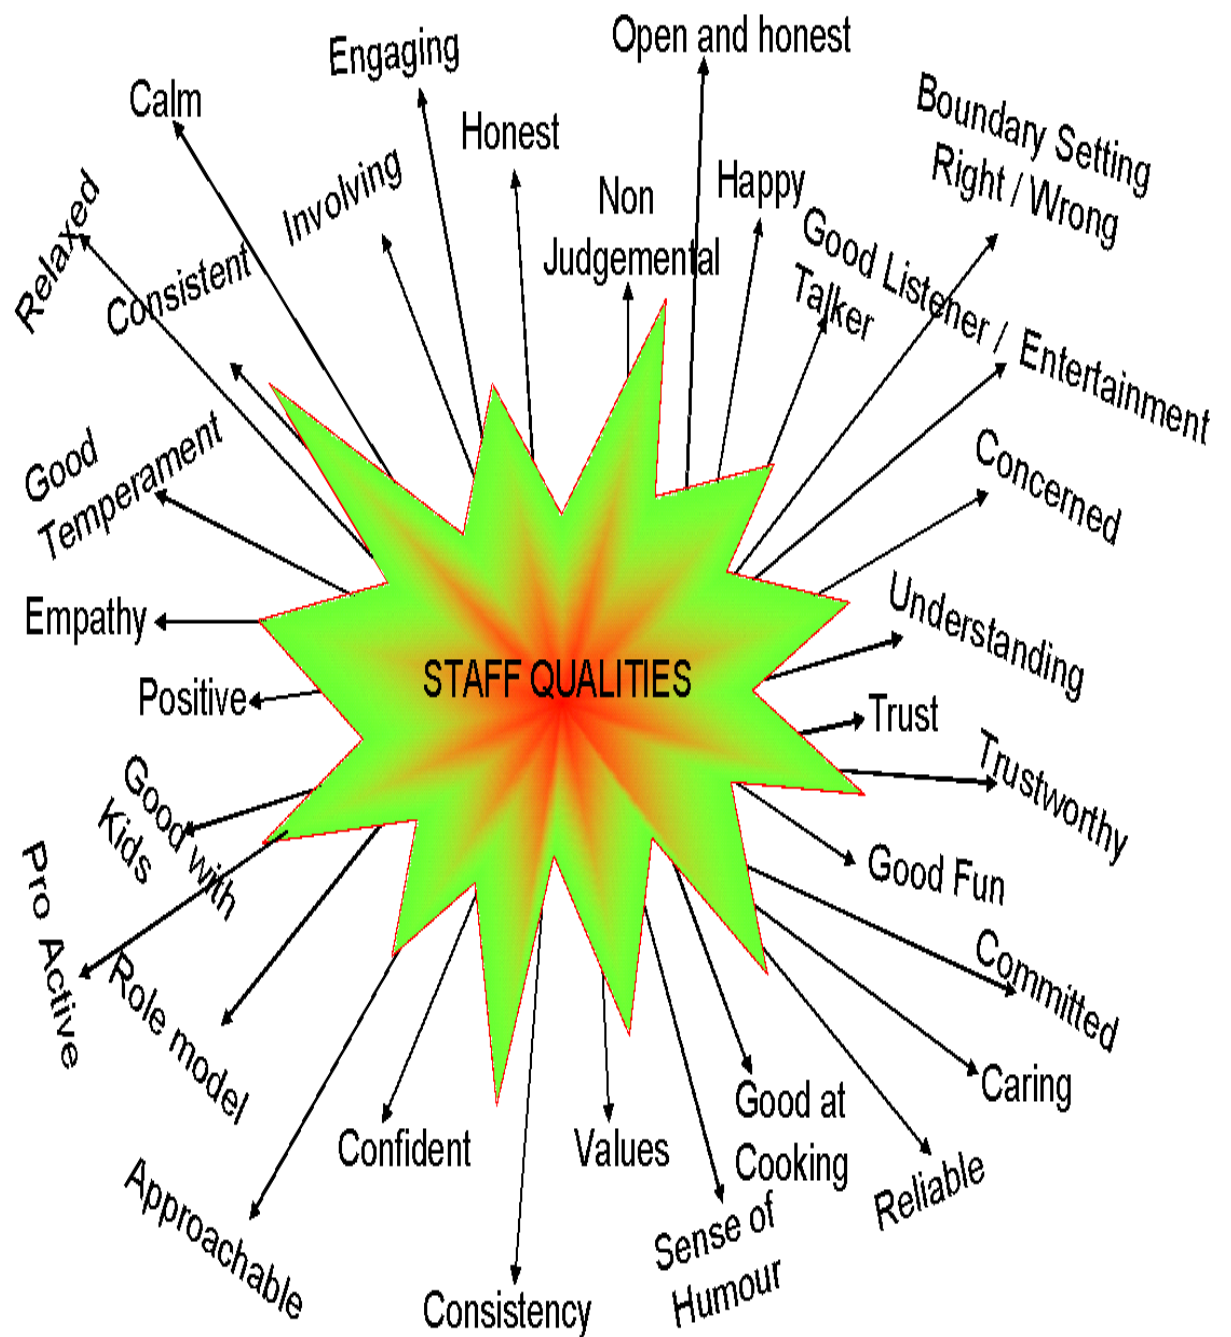 Open and honest
Engaging
Calm
Honest
Boundary Setting
Right / Wrong
Happy
Non
Judgemental
Involving
Relaxed
Consistent
Good Listener /
Talker
Entertainment
Good
Temperament
Concerned
Empathy
Understanding
STAFF QUALITIES
Positive
Trust
Trustworthy
Good with
Kids
Good Fun
Pro Active
Committed
Role model
Caring
Good at
Cooking
Confident
Values
Reliable
Approachable
Sense of
Humour
Consistency